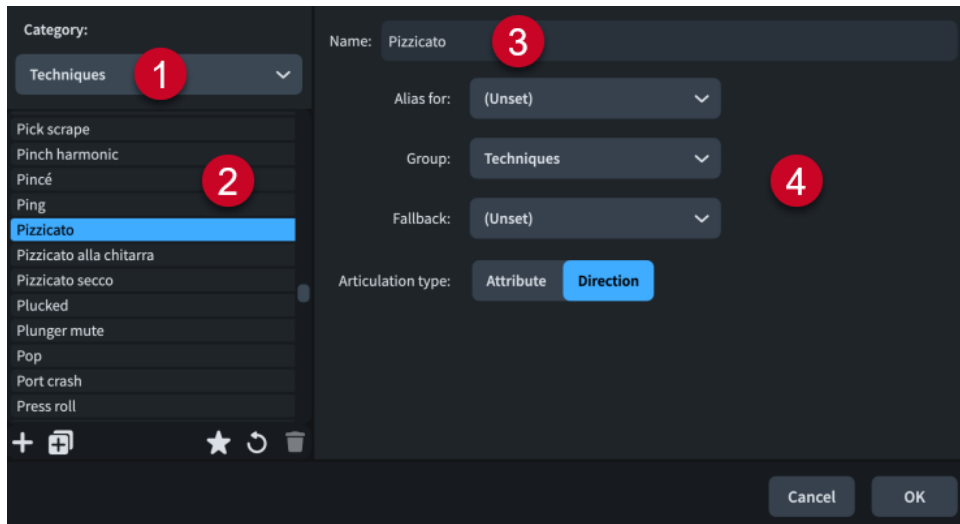 Category:
Techniques
1
Pick scrape
Pinch harmonic
Pincé
2
Ping
Pizzicato
Pizzicato alla chitarra
Pizzicato secco
Plucked
Plunger mute
Pop
Port crash
Press roll
Name: Pizzicato
3
Alias for: (Unset)
Group: Techniques
4
Fallback: (Unset)
Articulation type: Attribute Direction
Cancel OK